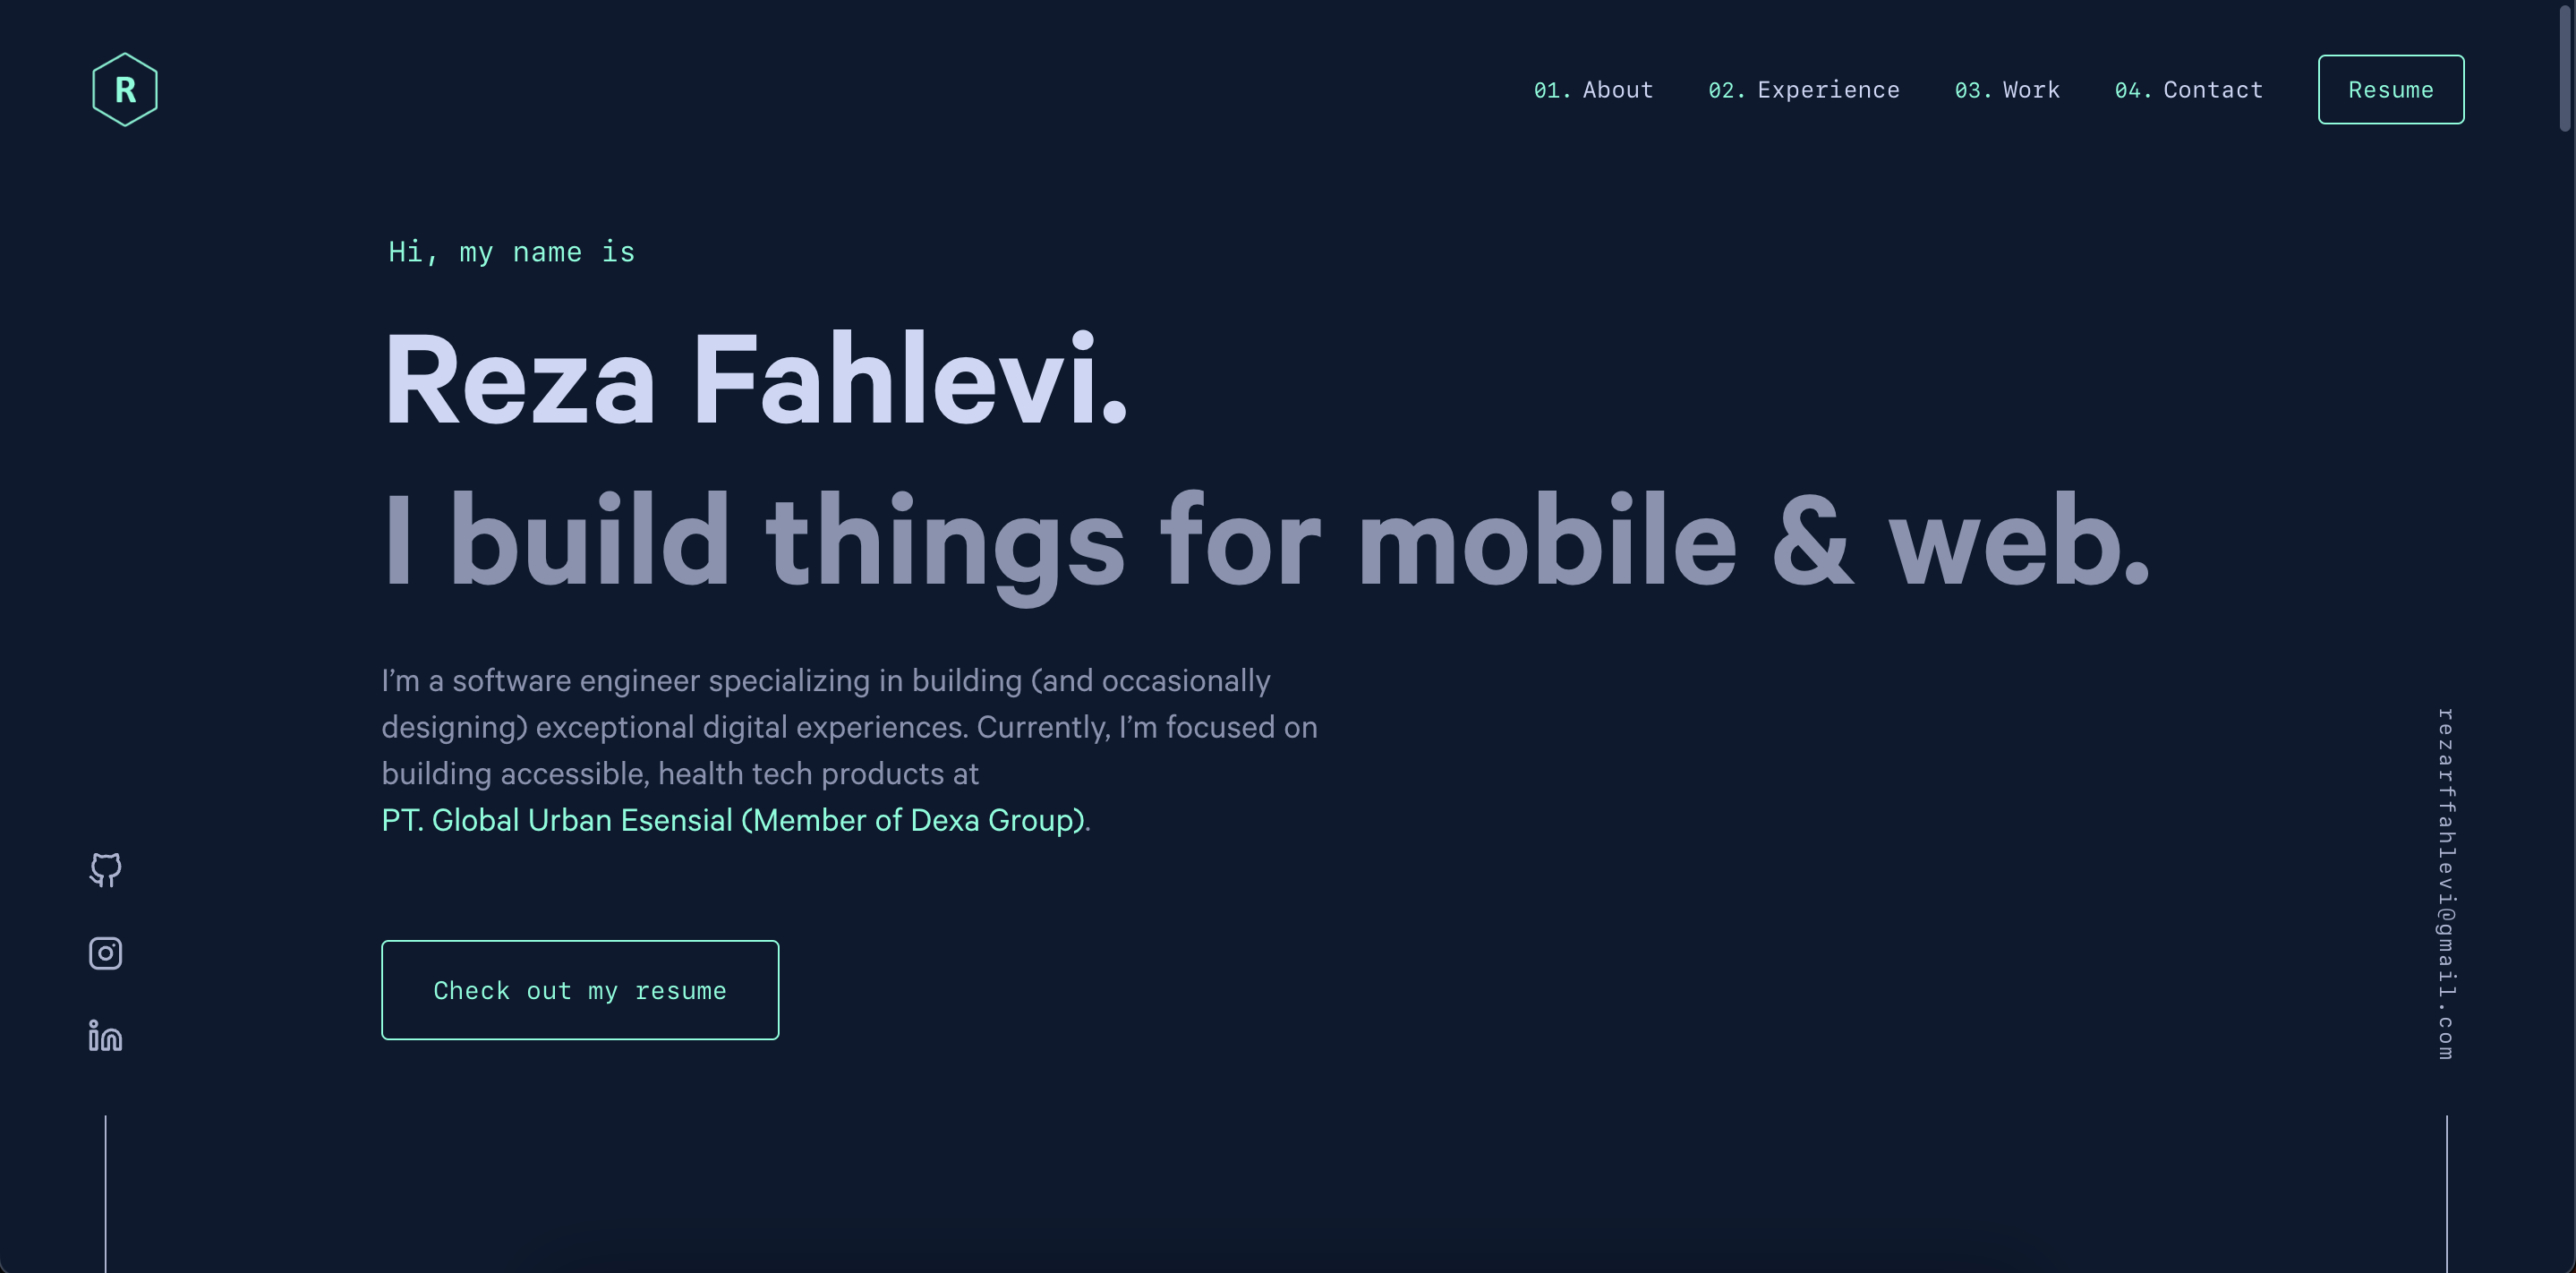 R
01. About 02. Experience 03. Work 04. Contact Resume
Hi, my name is
Reza Fahlevi.
I build things for mobile & web.
I’m a software engineer specializing in building (and occasionally
designing) exceptional digital experiences. Currently, I’m focused on
building accessible, health tech products at
PT. Global Urban Esensial (Member of Dexa Group).
Check out my resume
rezarffahlevi@gmail.com